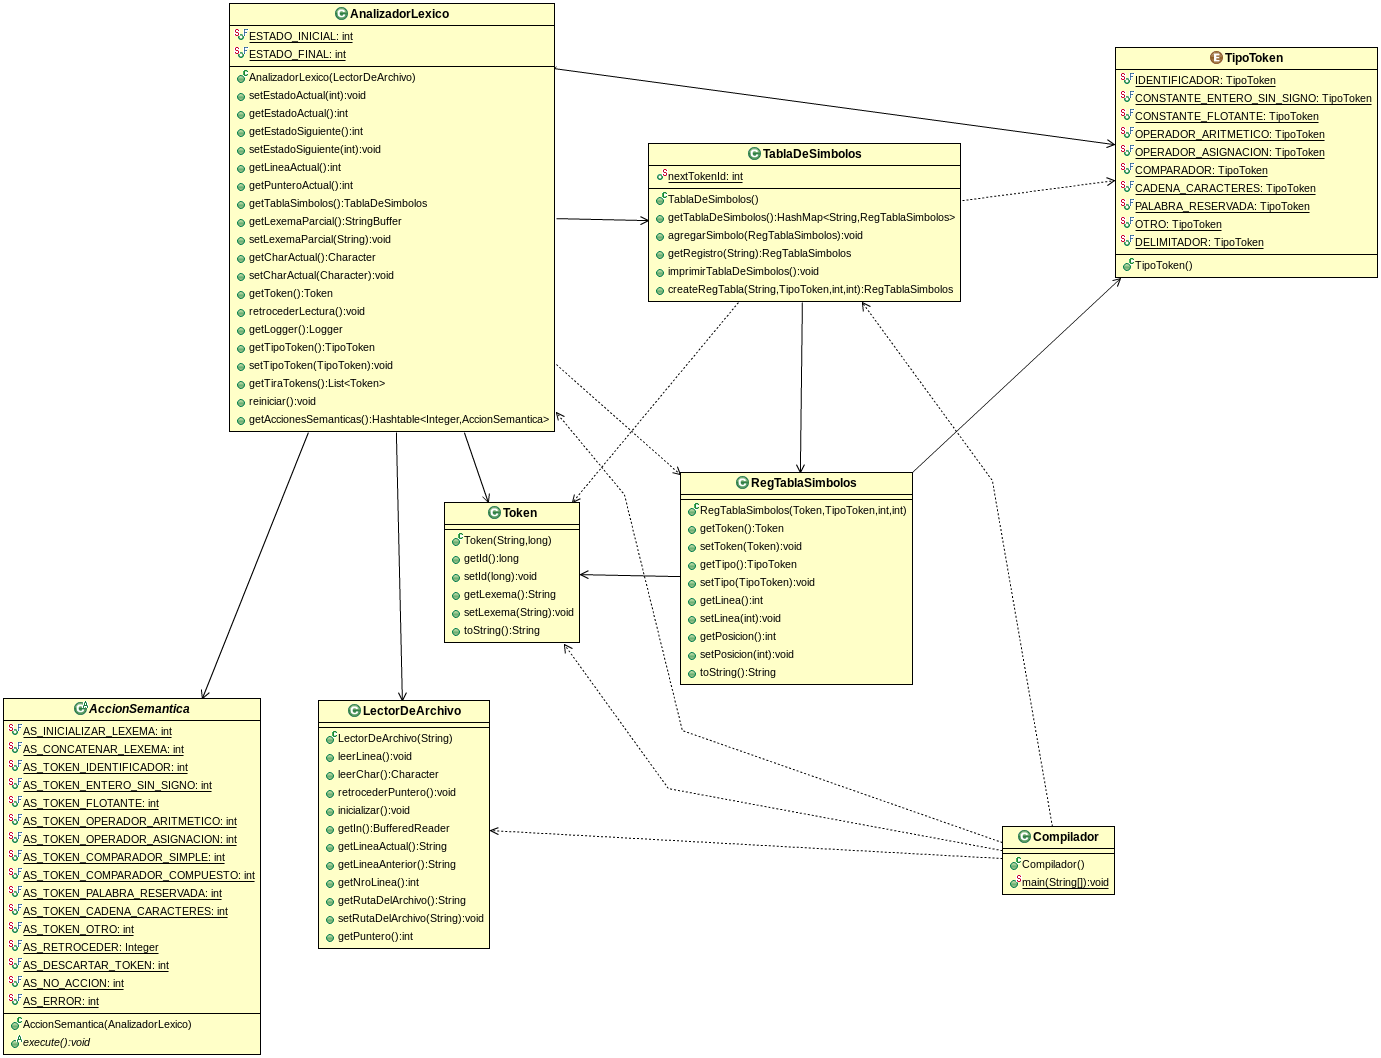 AnalizadorLexico
ESTADO_INICIAL: int
ESTADO_FINAL: int
AnalizadorLexico(LectorDeArchivo)
setEstadoActual(int):void
getEstadoActual():int
getEstadoSiguiente():int
setEstadoSiguiente(int):void
getLineaActual():int
getPunteroActual():int
getTablaSimbolos():TablaDeSimbolos
getLexemaParcial():StringBuffer
setLexemaParcial(String):void
getCharActual():Character
setCharActual(Character):void
getToken():Token
retrocederLectura():void
getLogger():Logger
getTipoToken():TipoToken
setTipoToken(TipoToken):void
getTiraTokens():List<Token>
reiniciar():void
getAccionesSemanticas():Hashtable<Integer,AccionSemantica>
TipoToken
IDENTIFICADOR: TipoToken
CONSTANTE_ENTERO_SIN_SIGNO: TipoToken
CONSTANTE_FLOTANTE: TipoToken
OPERADOR_ARITMETICO: TipoToken
OPERADOR_ASIGNACION: TipoToken
COMPARADOR: TipoToken
CADENA_CARACTERES: TipoToken
PALABRA_RESERVADA: TipoToken
OTRO: TipoToken
DELIMITADOR: TipoToken
TipoToken()
TablaDeSimbolos
nextTokenId: int
TablaDeSimbolos()
getTablaDeSimbolos():HashMap<String,RegTablaSimbolos>
agregarSimbolo(RegTablaSimbolos):void
getRegistro(String):RegTablaSimbolos
imprimirTablaDeSimbolos():void
createRegTabla(String,TipoToken,int,int):RegTablaSimbolos
RegTablaSimbolos
RegTablaSimbolos(Token,TipoToken,int,int)
getToken():Token
setToken(Token):void
getTipo():TipoToken
setTipo(TipoToken):void
getLinea():int
setLinea(int):void
getPosicion():int
setPosicion(int):void
toString():String
Token
Token(String,long)
getId():long
setId(long):void
getLexema():String
setLexema(String):void
toString():String
AccionSemantica
AS_INICIALIZAR_LEXEMA: int
AS_CONCATENAR_LEXEMA: int
AS_TOKEN_IDENTIFICADOR: int
AS_TOKEN_ENTERO_SIN_SIGNO: int
AS_TOKEN_FLOTANTE: int
AS_TOKEN_OPERADOR_ARITMETICO: int
AS_TOKEN_OPERADOR_ASIGNACION: int
AS_TOKEN_COMPARADOR_SIMPLE: int
AS_TOKEN_COMPARADOR_COMPUESTO: int
AS_TOKEN_PALABRA_RESERVADA: int
AS_TOKEN_CADENA_CARACTERES: int
AS_TOKEN_OTRO: int
AS_RETROCEDER: Integer
AS_DESCARTAR_TOKEN: int
AS_NO_ACCION: int
AS_ERROR: int
AccionSemantica(AnalizadorLexico)
execute():void
LectorDeArchivo
LectorDeArchivo(String)
leerLinea():void
leerChar():Character
retrocederPuntero():void
inicializar():void
getIn():BufferedReader
getLineaActual():String
getLineaAnterior():String
getNroLinea():int
getRutaDelArchivo():String
setRutaDelArchivo(String):void
getPuntero():int
Compilador
Compilador()
main(String[]):void